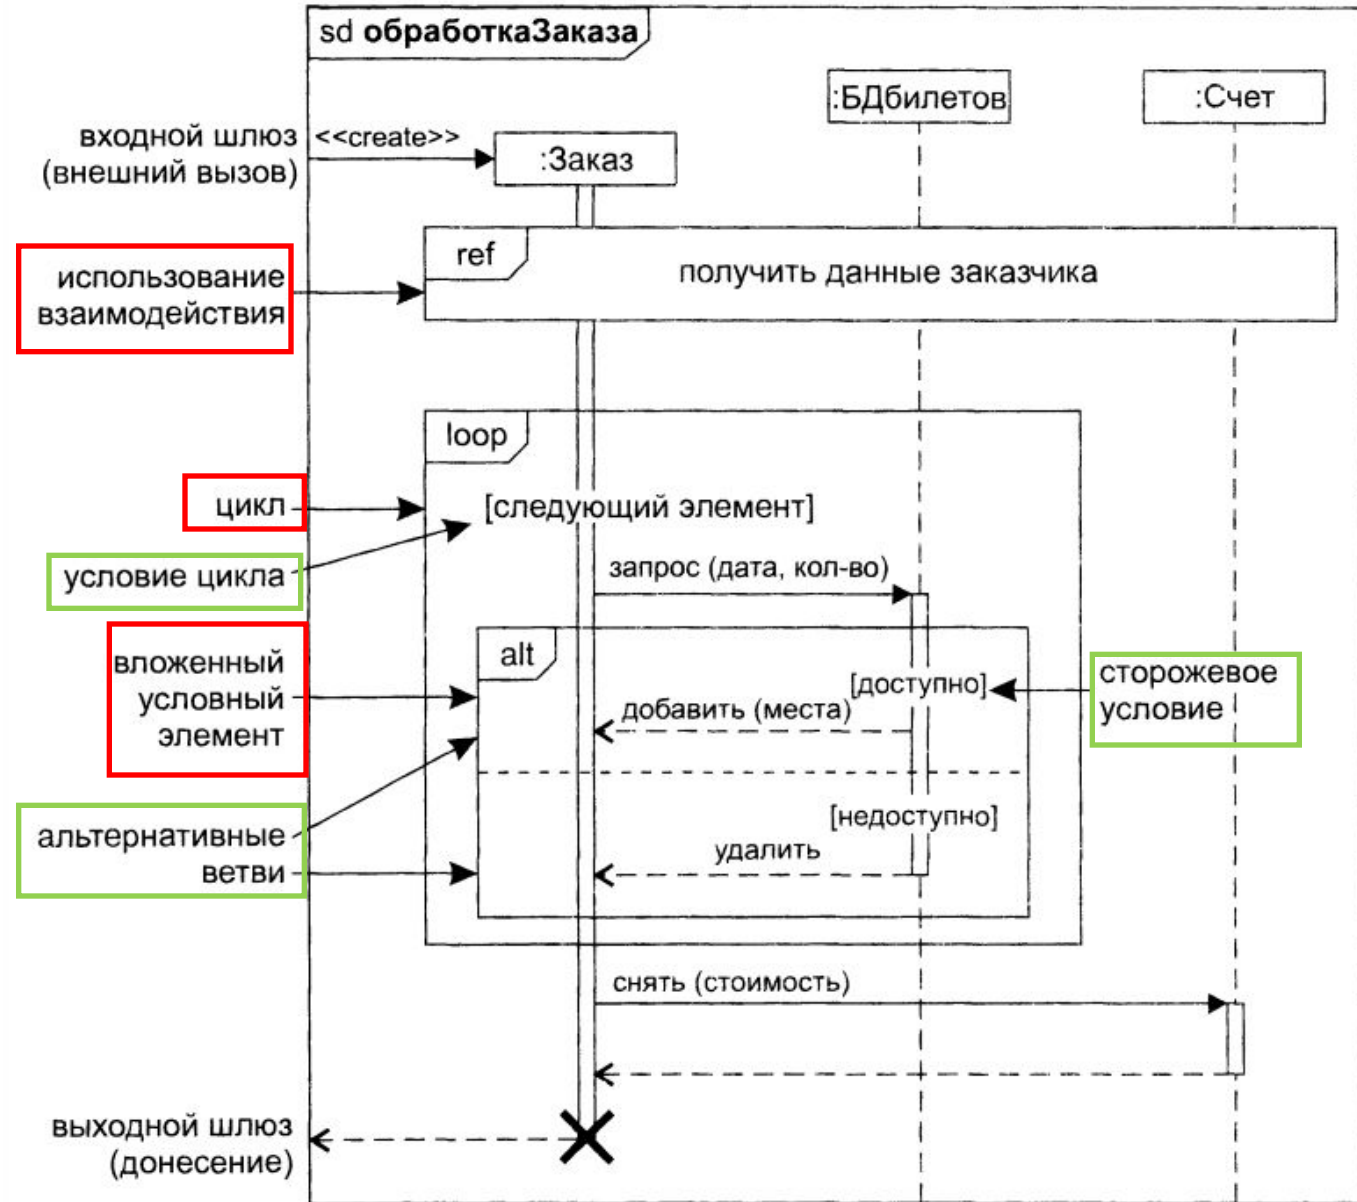 sd обработкаЗаказа
:БДбилетов
:Счет
входной шлюз
(внешний вызов)
<<create>>
:Заказ
использование
взаимодействия
ref
получить данные заказчика
loop
цикл
[следующий элемент]
условие цикла
запрос (дата, кол-во)
вложенный
условный
элемент
alt
[доступно]
сторожевое
условие
добавить (места)
альтернативные
ветви
[недоступно]
удалить
снять (стоимость)
выходной шлюз
(донесение)